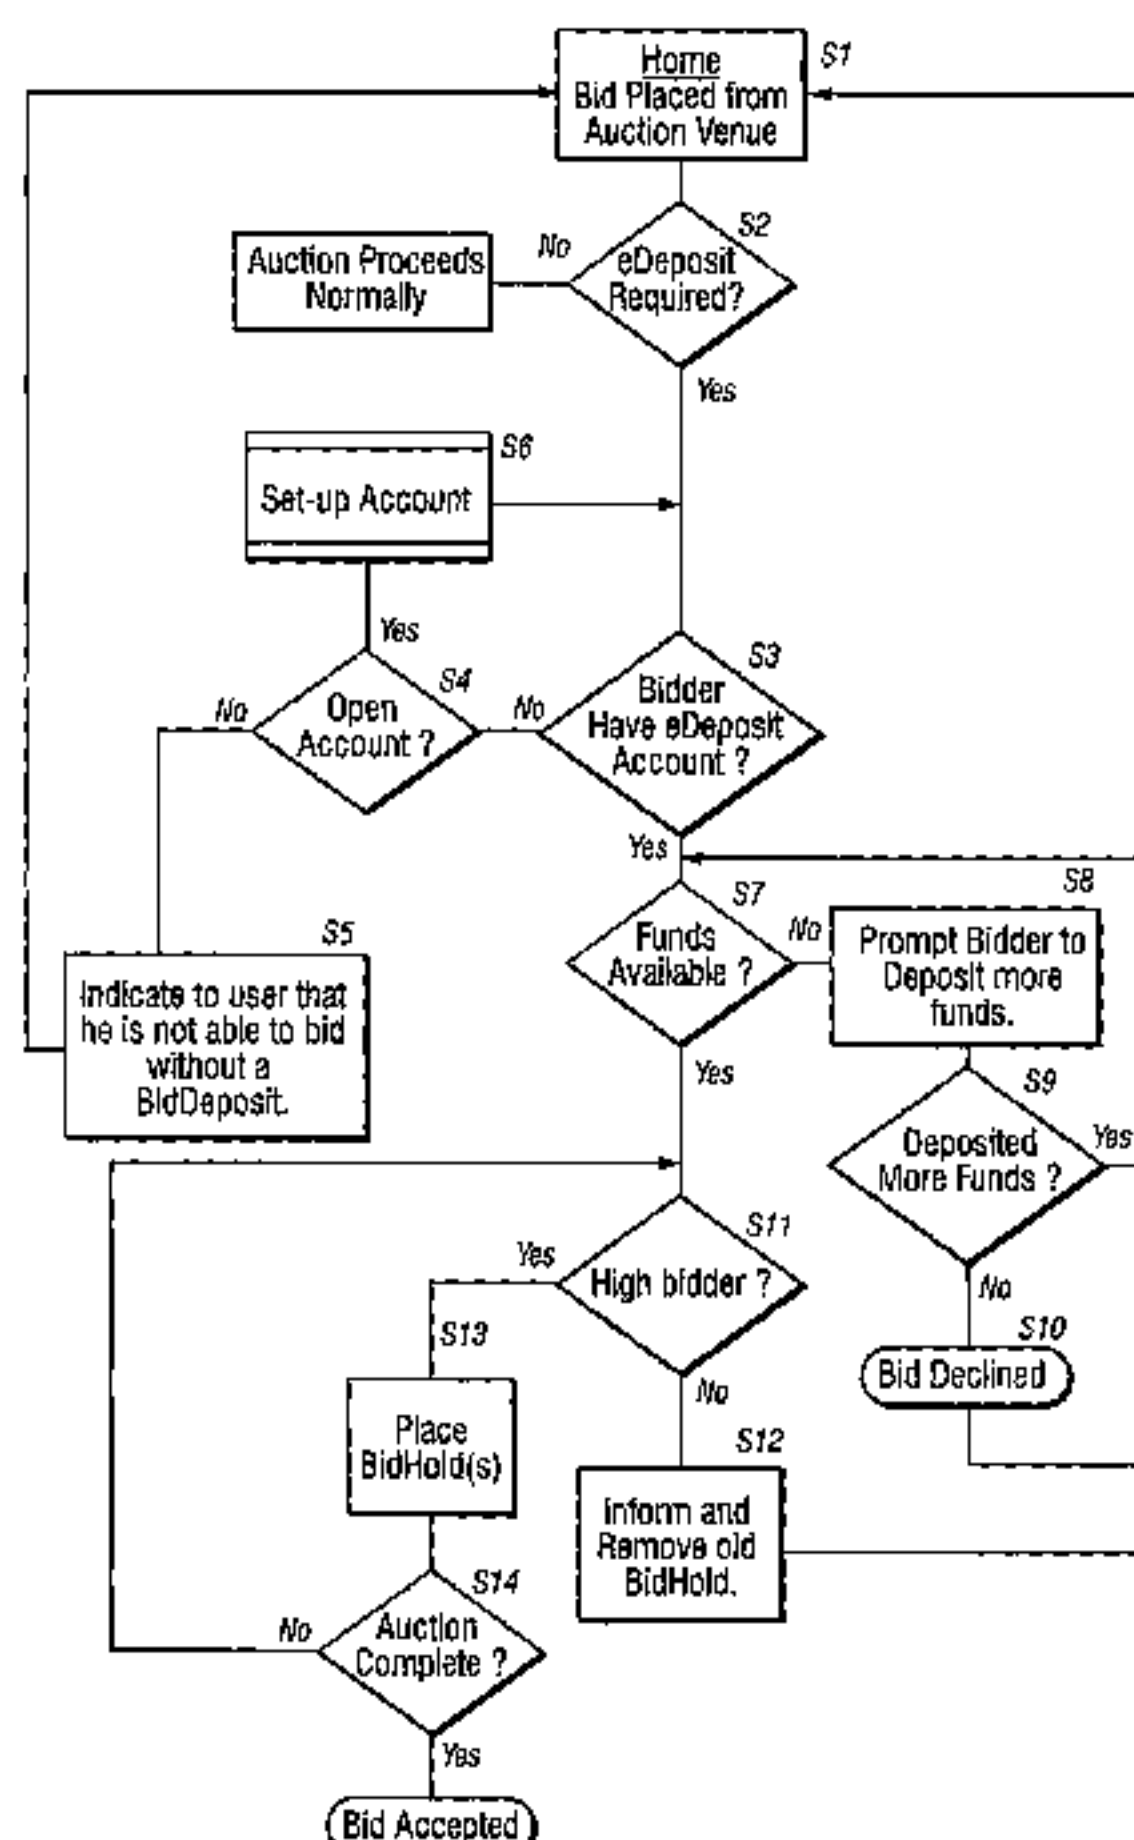 Home
Bid Placed from
Auction Venue
S1
S2
No
eDeposit
Required?
Auction Proceeds
Normally
Yes
S6
Set-up Account
Yes
S3
S4
Bidder
Have eDeposit
Account ?
No
Open
Account ?
No
Yes
S8
S7
Funds
Available ?
No
Prompt Bidder to
Deposit more
funds.
S5
Indicate to user that
he is not able to bid
without a
BidDeposit.
Yes
S9
Deposited
More Funds ?
Yes
S11
High bidder ?
Yes
No
S10
Bid Declined
S13
No
Place
BidHold(s)
S12
Inform and
Remove old
BidHold.
S14
Auction
Complete ?
No
Yes
Bid Accepted